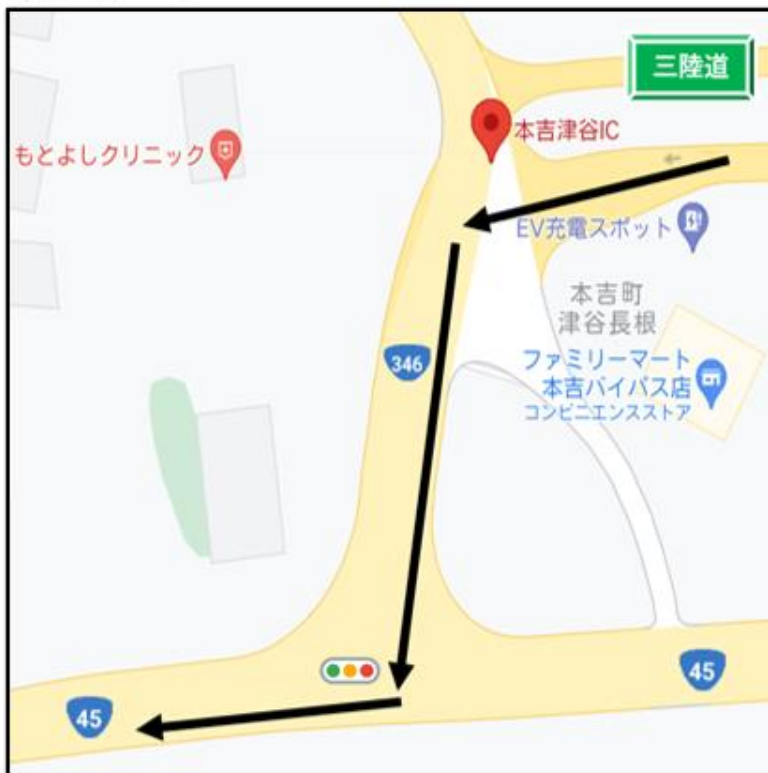 三陸道
本吉津谷IC
もとよしクリニック
EV充電スポット
本吉町
津谷長根
346
ファミリーマート
本吉バイパス店
コンビニエンスストア
45
45